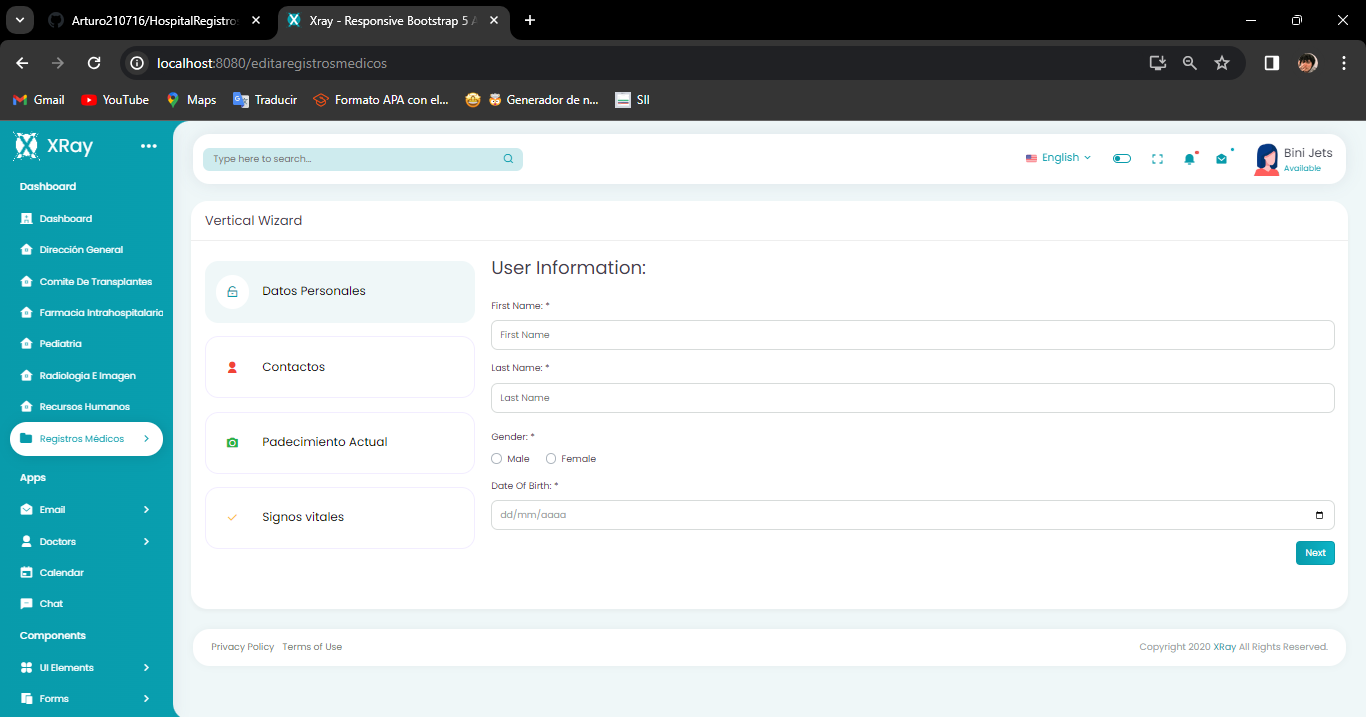 Arturo210716/HospitalRegistros
Xray - Responsive Bootstrap 5 A
localhost:8080/editaregistrosmedicos
Gmail
YouTube
Maps
Traducir
Formato APA con el...
Generador de n...
SII
XRay
Dashboard
Dashboard
Dirección General
Comite De Transplantes
Farmacia Intrahospitalaria
Pediatria
Radiologia E Imagen
Recursos Humanos
Registros Médicos
Apps
Email
Doctors
Calendar
Chat
Components
UI Elements
Forms
Type here to search...
English
Bini Jets
Available
Vertical Wizard
Datos Personales
Contactos
Padecimiento Actual
Signos vitales
User Information:
First Name: *
First Name
Last Name: *
Last Name
Gender: *
Male Female
Date Of Birth: *
dd/mm/aaaa
Next
Privacy Policy Terms of Use
Copyright 2020 XRay All Rights Reserved.